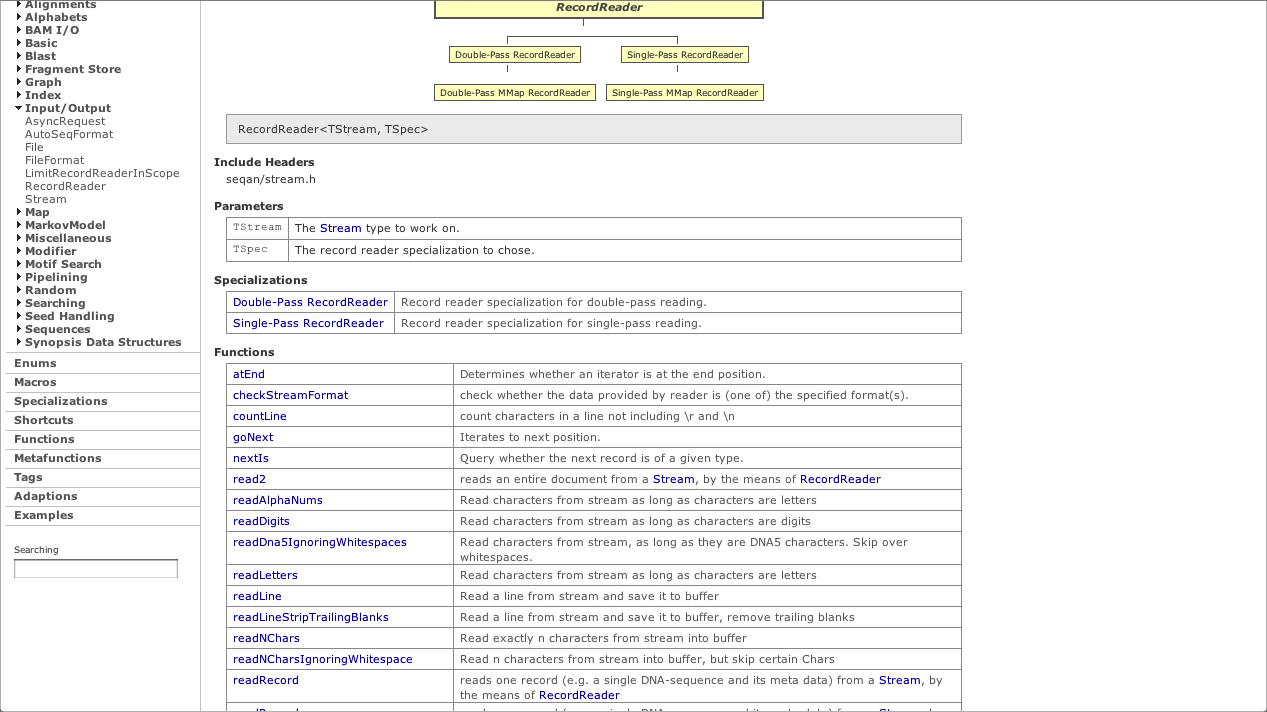 Alignments
Alphabets
BAM I/O
Basic
Blast
Fragment Store
Graph
Index
Input/Output
AsyncRequest
AutoSeqFormat
File
FileFormat
LimitRecordReaderInScope
RecordReader
Stream
Map
MarkovModel
Miscellaneous
Modifier
Motif Search
Pipelining
Random
Searching
Seed Handling
Sequences
Synopsis Data Structures
Enums
Macros
Specializations
Shortcuts
Functions
Metafunctions
Tags
Adaptions
Examples
Searching
RecordReader
Double-Pass RecordReader Single-Pass RecordReader
Double-Pass MMap RecordReader Single-Pass MMap RecordReader
RecordReader<TStream, TSpec>
Include Headers
seqan/stream.h
Parameters
TStream The Stream type to work on.
TSpec The record reader specialization to chose.
Specializations
Double-Pass RecordReader Record reader specialization for double-pass reading.
Single-Pass RecordReader Record reader specialization for single-pass reading.
Functions
atEnd Determines whether an iterator is at the end position.
checkStreamFormat check whether the data provided by reader is (one of) the specified format(s).
countLine count characters in a line not including \r and \n
goNext Iterates to next position.
nextIs Query whether the next record is of a given type.
read2 reads an entire document from a Stream, by the means of RecordReader
readAlphaNums Read characters from stream as long as characters are letters
readDigits Read characters from stream as long as characters are digits
readDna5IgnoringWhitespaces Read characters from stream, as long as they are DNA5 characters. Skip over
whitespaces.
readLetters Read characters from stream as long as characters are letters
readLine Read a line from stream and save it to buffer
readLineStripTrailingBlanks Read a line from stream and save it to buffer, remove trailing blanks
readNChars Read exactly n characters from stream into buffer
readNCharsIgnoringWhitespace Read n characters from stream into buffer, but skip certain Chars
readRecord reads one record (e.g. a single DNA-sequence and its meta data) from a Stream, by
the means of RecordReader